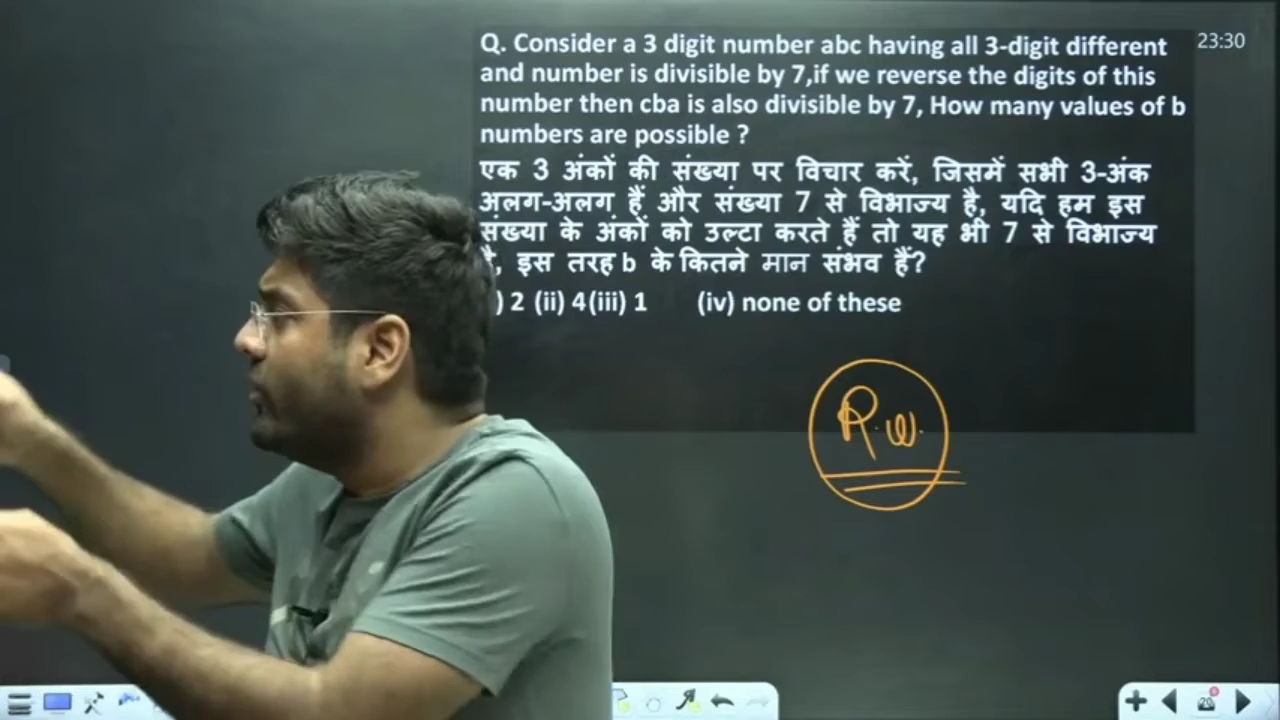 Q. Consider a 3 digit number abc having all 3-digit different
23:30
and number is divisible by 7,if we reverse the digits of this
number then cba is also divisible by 7, How many values of b
numbers are possible ?
एक 3 अंकों की संख्या पर विचार करें, जिसमें सभी 3-अंक
अलग-अलग हैं और संख्या 7 से विभाज्य है, यदि हम इस
संख्या के अंकों को उल्टा करते हैं तो यह भी 7 से विभाज्य
है, इस तरह b के कितने मान संभव हैं?
) 2 (ii) 4 (iii) 1 (iv) none of these
R.W.
20